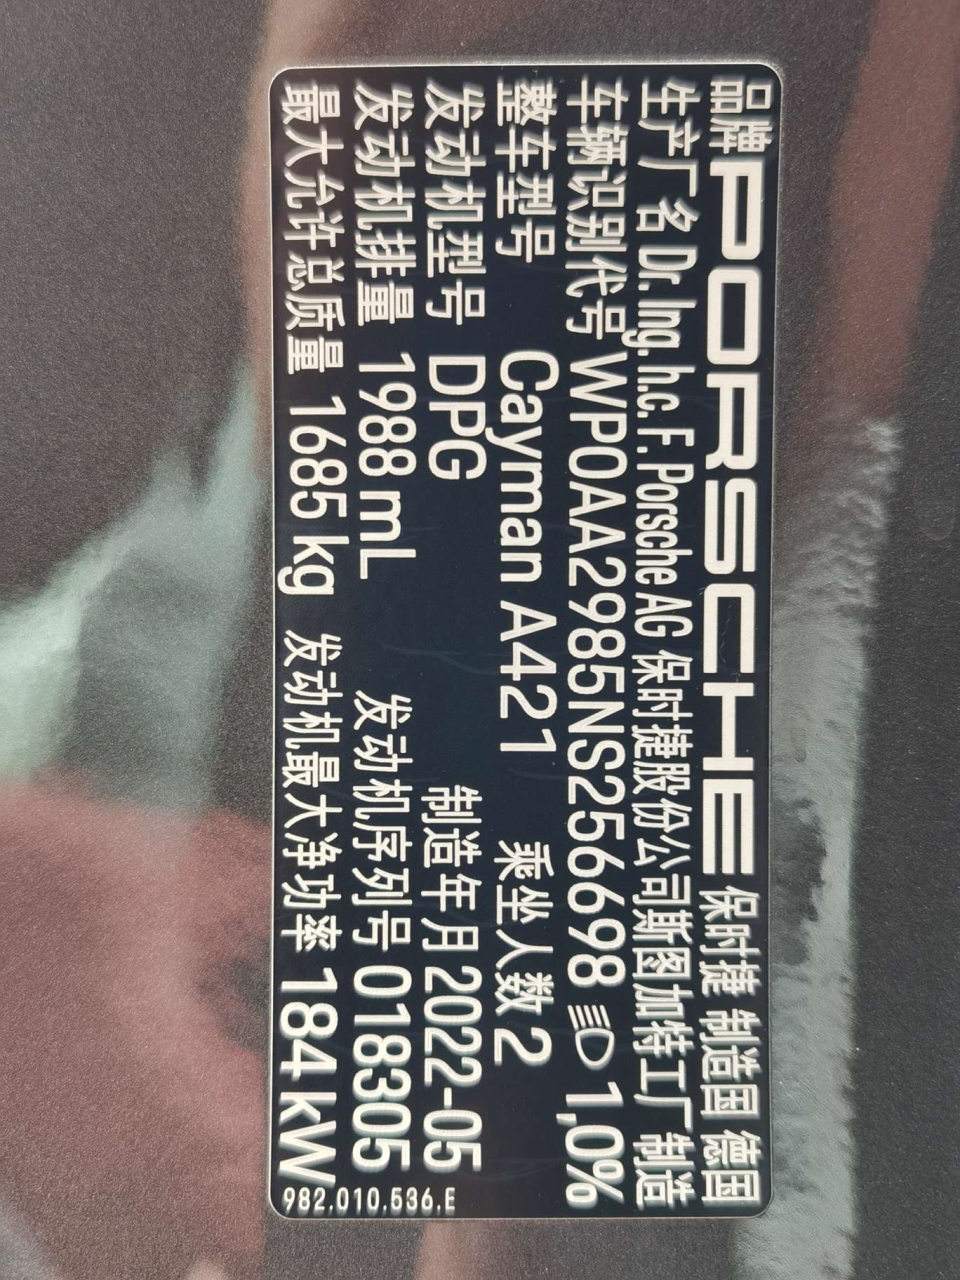 品牌 PORSCHE 保时捷 制造国 德国
生产厂名 Dr. Ing. h.c. F. Porsche AG 保时捷股份公司斯图加特工厂 制造
车辆识别代号 WP0AA2985NS256698 1,0%
整车型号 Cayman A421 乘坐人数 2
发动机型号 DPG 制造年月 2022-05
发动机排量 1988 mL 发动机序列号 018305
最大允许总质量 1685 kg 发动机最大净功率 184 kW
982.010.536.E